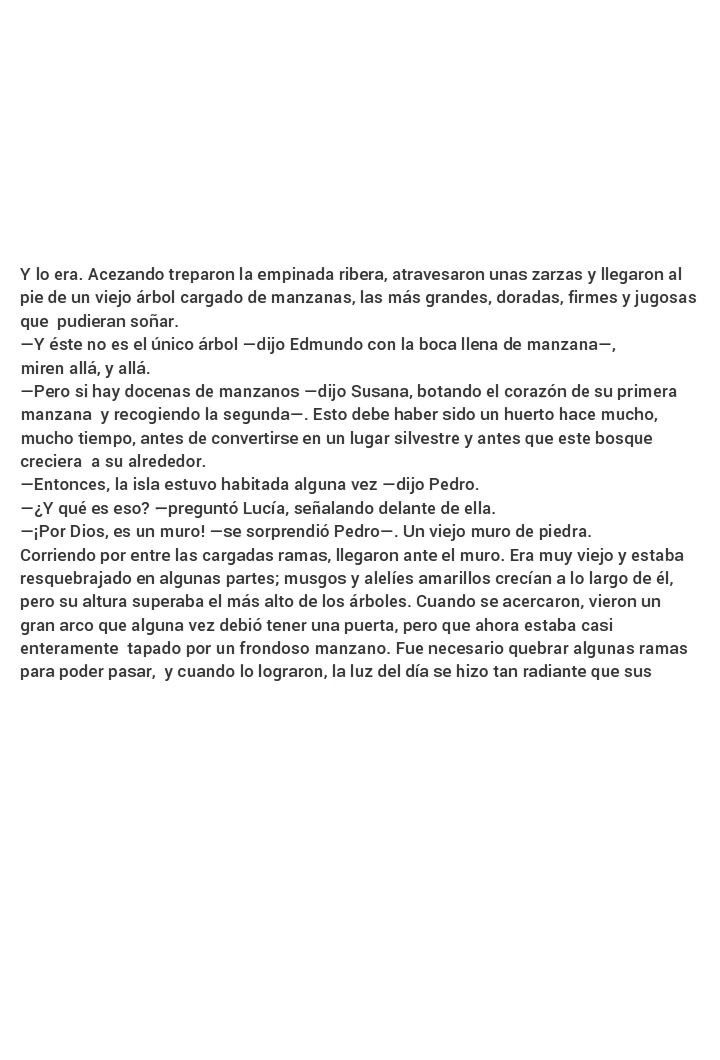 Y lo era. Acezando treparon la empinada ribera, atravesaron unas zarzas y llegaron al
pie de un viejo árbol cargado de manzanas, las más grandes, doradas, firmes y jugosas
que  pudieran soñar.
—Y éste no es el único árbol —dijo Edmundo con la boca llena de manzana—,
miren allá, y allá.
—Pero si hay docenas de manzanos —dijo Susana, botando el corazón de su primera
manzana  y recogiendo la segunda—. Esto debe haber sido un huerto hace mucho,
mucho tiempo, antes de convertirse en un lugar silvestre y antes que este bosque
creciera  a su alrededor.
—Entonces, la isla estuvo habitada alguna vez —dijo Pedro.
—¿Y qué es eso? —preguntó Lucía, señalando delante de ella.
—¡Por Dios, es un muro! —se sorprendió Pedro—. Un viejo muro de piedra.
Corriendo por entre las cargadas ramas, llegaron ante el muro. Era muy viejo y estaba
resquebrajado en algunas partes; musgos y alelíes amarillos crecían a lo largo de él,
pero su altura superaba el más alto de los árboles. Cuando se acercaron, vieron un
gran arco que alguna vez debió tener una puerta, pero que ahora estaba casi
enteramente  tapado por un frondoso manzano. Fue necesario quebrar algunas ramas
para poder pasar,  y cuando lo lograron, la luz del día se hizo tan radiante que sus